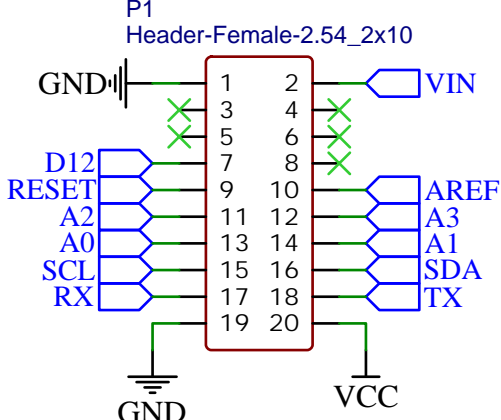 P1
Header-Female-2.54_2x10
GND 1 2 VIN
3 4
5 6
D12 7 8
RESET 9 10 AREF
A2 11 12 A3
A0 13 14 A1
SCL 15 16 SDA
RX 17 18 TX
19 20
GND VCC